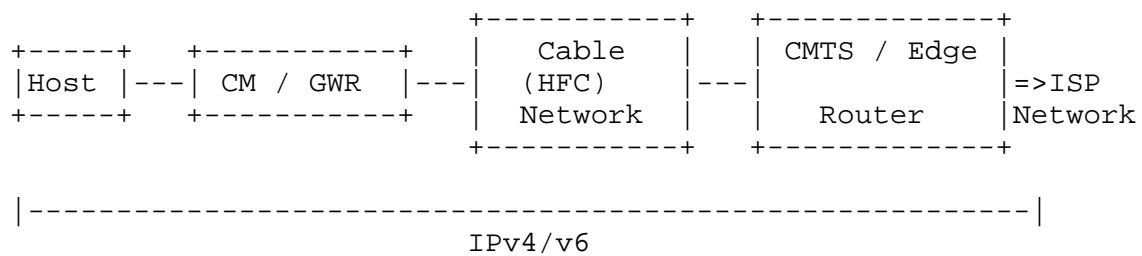 +-----------+   +-------------+
+-----+   +-----------+    |   Cable   |   | CMTS / Edge |
|Host |---| CM / GWR  |---|  (HFC)    |---|             |=>ISP
+-----+   +-----------+    |  Network  |   |   Router    |Network
                           +-----------+   +-------------+
|---------------------------------------------------------|
                         IPv4/v6